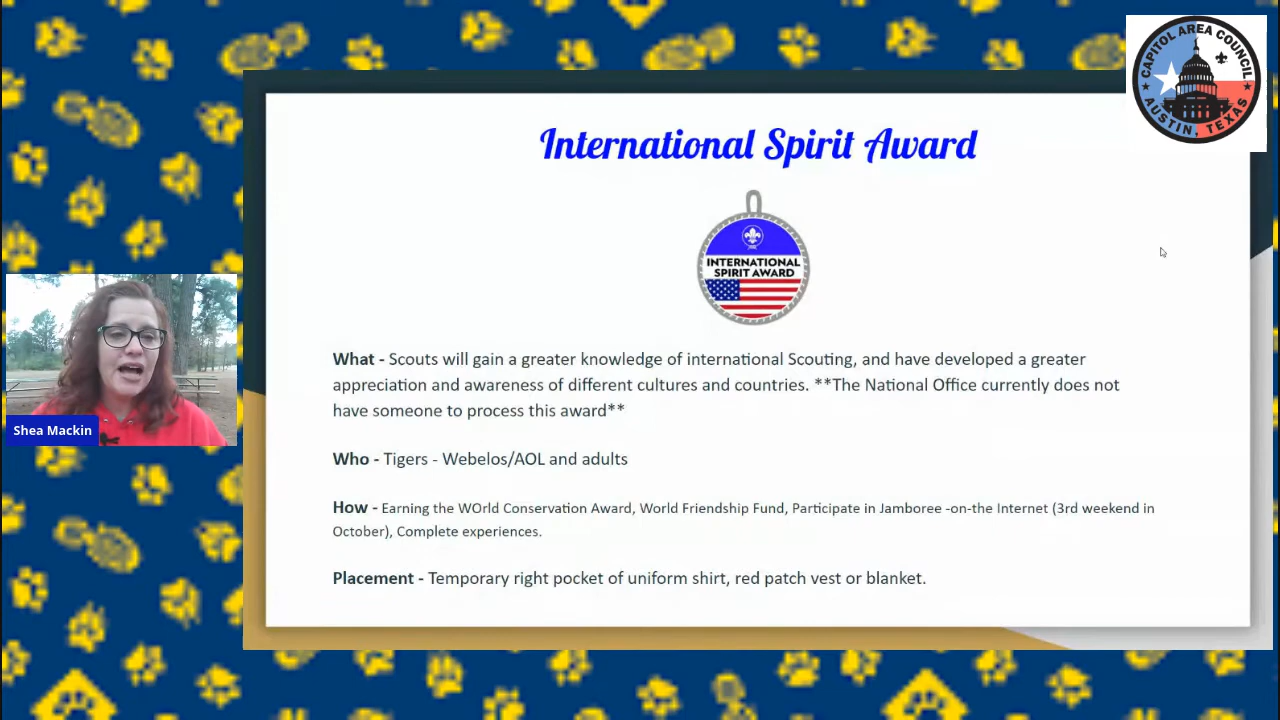 CAPITOL AREA COUNCIL
AUSTIN, TEXAS
International Spirit Award
INTERNATIONAL
SPIRIT AWARD
What - Scouts will gain a greater knowledge of international Scouting, and have developed a greater
appreciation and awareness of different cultures and countries. **The National Office currently does not
have someone to process this award**
Who - Tigers - Webelos/AOL and adults
How - Earning the WOrld Conservation Award, World Friendship Fund, Participate in Jamboree -on-the Internet (3rd weekend in
October), Complete experiences.
Placement - Temporary right pocket of uniform shirt, red patch vest or blanket.
Shea Mackin